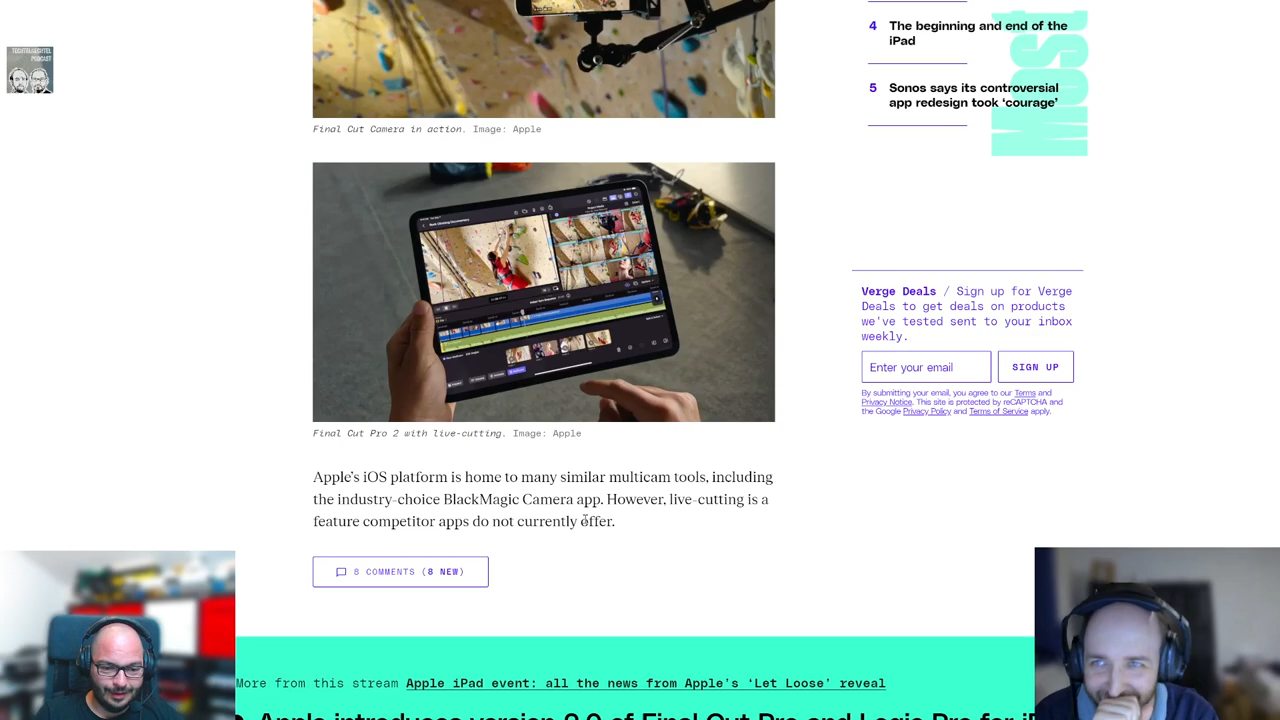 TECHTELMECHTEL
PODCAST
4 The beginning and end of the
iPad
5 Sonos says its controversial
app redesign took ‘courage’
MOST
Final Cut Camera in action. Image: Apple
Final Cut Pro 2 with live-cutting. Image: Apple
Verge Deals / Sign up for Verge
Deals to get deals on products
we've tested sent to your inbox
weekly.
Enter your email
SIGN UP
By submitting your email, you agree to our Terms and
Privacy Notice. This site is protected by reCAPTCHA and
the Google Privacy Policy and Terms of Service apply.
Apple’s iOS platform is home to many similar multicam tools, including
the industry-choice BlackMagic Camera app. However, live-cutting is a
feature competitor apps do not currently offer.
8 COMMENTS (8 NEW)
More from this stream Apple iPad event: all the news from Apple’s ‘Let Loose’ reveal
Apple introduces version 2.0 of Final Cut Pro and Logic Pro for